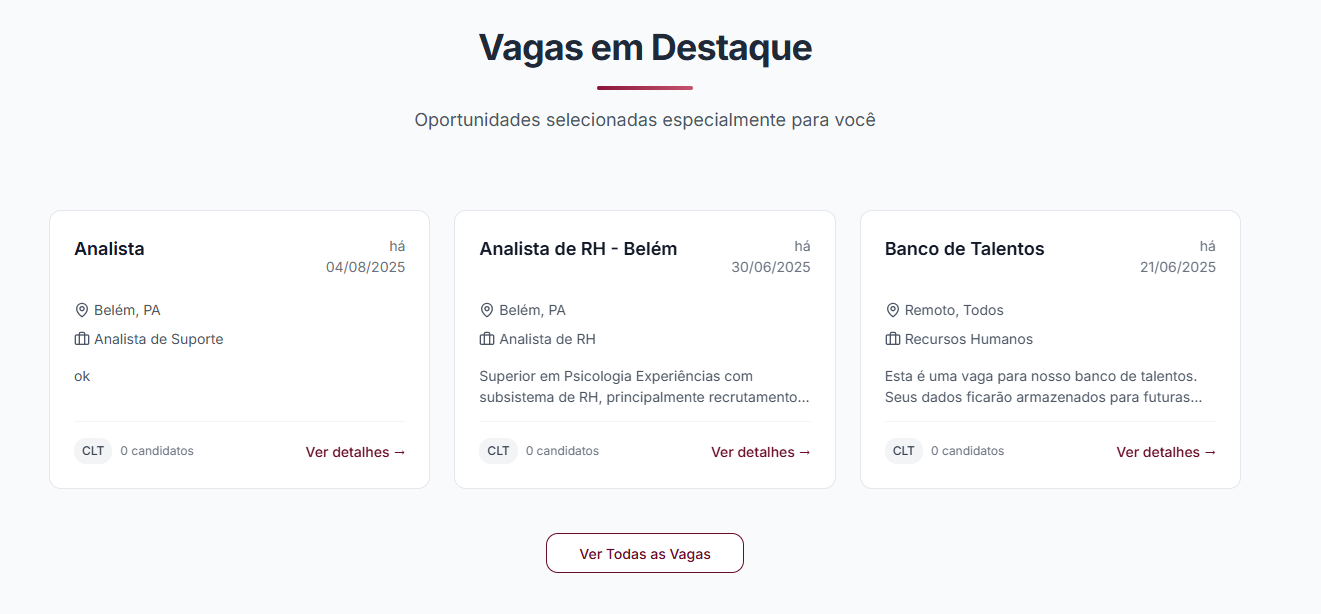 Vagas em Destaque
Oportunidades selecionadas especialmente para você
Analista
há
04/08/2025
Belém, PA
Analista de Suporte
ok
CLT
0 candidatos
Ver detalhes →
Analista de RH - Belém
há
30/06/2025
Belém, PA
Analista de RH
Superior em Psicologia Experiências com
subsistema de RH, principalmente recrutamento...
CLT
0 candidatos
Ver detalhes →
Banco de Talentos
há
21/06/2025
Remoto, Todos
Recursos Humanos
Esta é uma vaga para nosso banco de talentos.
Seus dados ficarão armazenados para futuras...
CLT
0 candidatos
Ver detalhes →
Ver Todas as Vagas